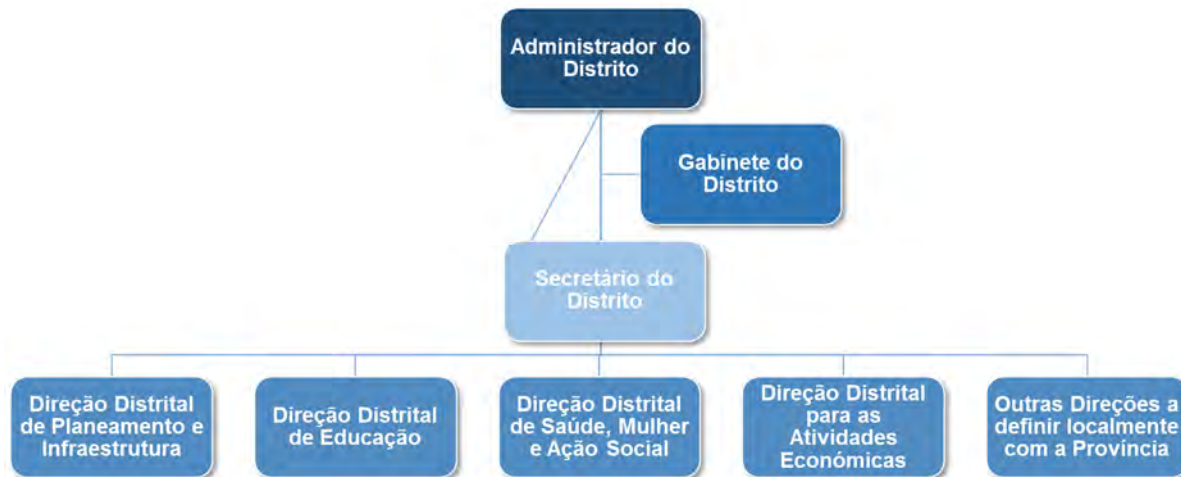 Administrador do
Distrito
Gabinete do
Distrito
Secretário do
Distrito
Direção Distrital
de Planeamento e
Infraestrutura
Direção Distrital
de Educação
Direção Distrital
de Saúde, Mulher
e Ação Social
Direção Distrital
para as
Atividades
Económicas
Outras Direções a
definir localmente
com a Província